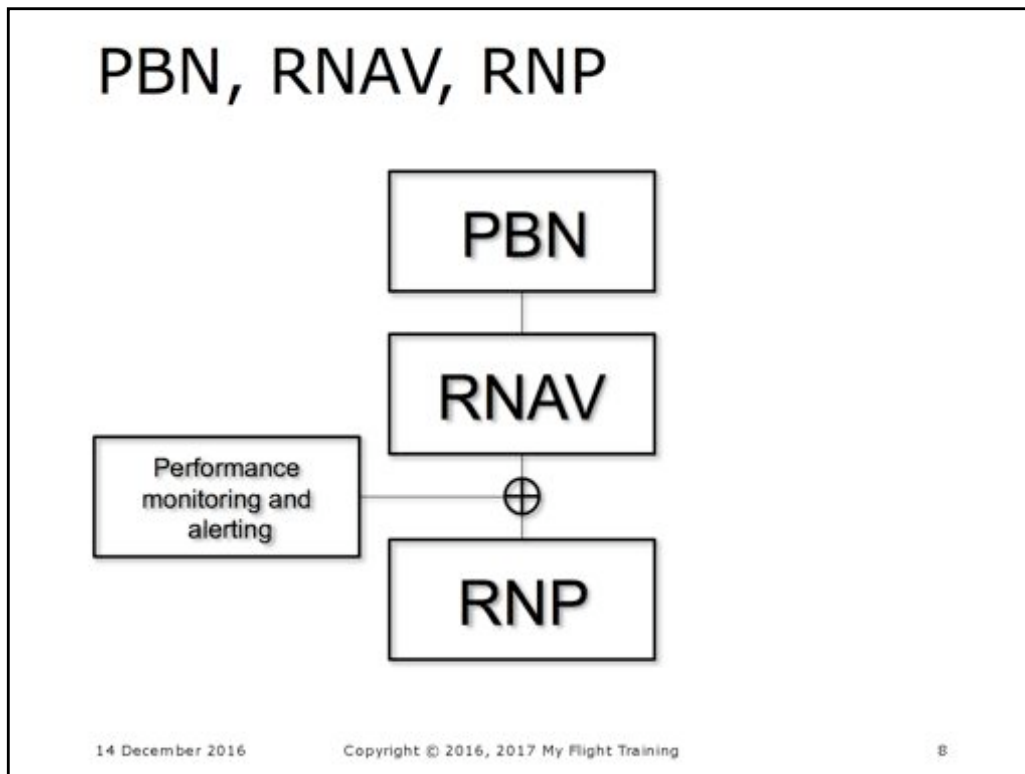 PBN, RNAV, RNP
PBN
RNAV
Performance
monitoring and
alerting
RNP
14 December 2016
Copyright © 2016, 2017 My Flight Training
8